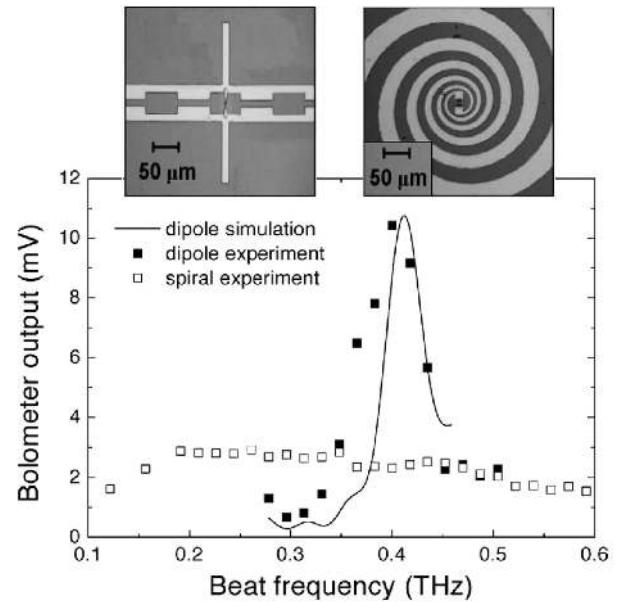 50 μm
50 μm
12
10
8
6
4
2
0
Bolometer output (mV)
dipole simulation
dipole experiment
spiral experiment
0.1
0.2
0.3
0.4
0.5
0.6
Beat frequency (THz)